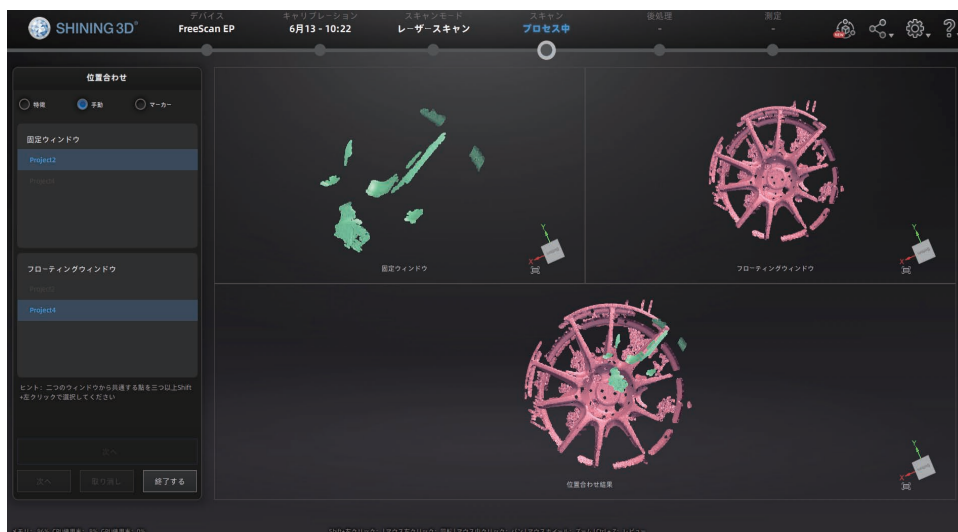 SHINING 3D
デバイス
FreeScan EP
キャリブレーション
6月13 - 10:22
スキャンモード
レーザースキャン
スキャン
プロセス中
後処理
-
測定
-
NEW
位置合わせ
特徴
手動
マーカー
固定ウィンドウ
Project2
Project4
フローティングウィンドウ
Project2
Project4
ヒント: 二つのウィンドウから共通する點を三つ以上Shift
+左クリックで選択してください
次へ
次へ
取り消し
終了する
固定ウィンドウ
Y
X
フローティングウィンドウ
Y
X
位置合わせ結果
Y
X